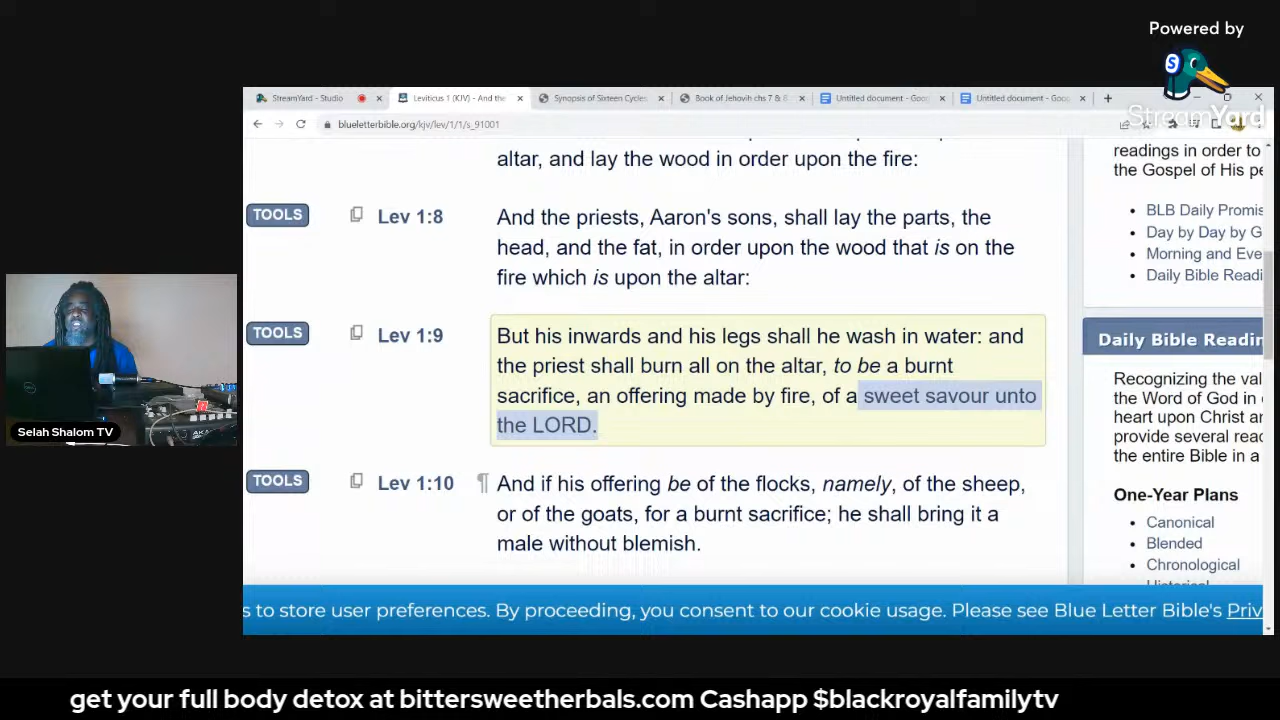 Powered by
StreamYard
StreamYard - Studio
Leviticus 1 (KJV) - And the
Synopsis of Sixteen Cycles
Book of Jehovih chs 7 & 8
Untitled document - Goog
Untitled document - Goog
blueletterbible.org/kjv/lev/1/1/s_91001
altar, and lay the wood in order upon the fire:
TOOLS Lev 1:8 And the priests, Aaron's sons, shall lay the parts, the
head, and the fat, in order upon the wood that is on the
fire which is upon the altar:
TOOLS Lev 1:9 But his inwards and his legs shall he wash in water: and
the priest shall burn all on the altar, to be a burnt
sacrifice, an offering made by fire, of a sweet savour unto
the LORD.
TOOLS Lev 1:10 ¶ And if his offering be of the flocks, namely, of the sheep,
or of the goats, for a burnt sacrifice; he shall bring it a
male without blemish.
readings in order to
the Gospel of His pe
BLB Daily Promis
Day by Day by G
Morning and Eve
Daily Bible Readi
Daily Bible Readin
Recognizing the val
the Word of God in
heart upon Christ a
provide several read
the entire Bible in a
One-Year Plans
Canonical
Blended
Chronological
Historical
s to store user preferences. By proceeding, you consent to our cookie usage. Please see Blue Letter Bible's Priv
Selah Shalom TV
DELL
AKAI
get your full body detox at bittersweetherbals.com Cashapp $blackroyalfamilytv